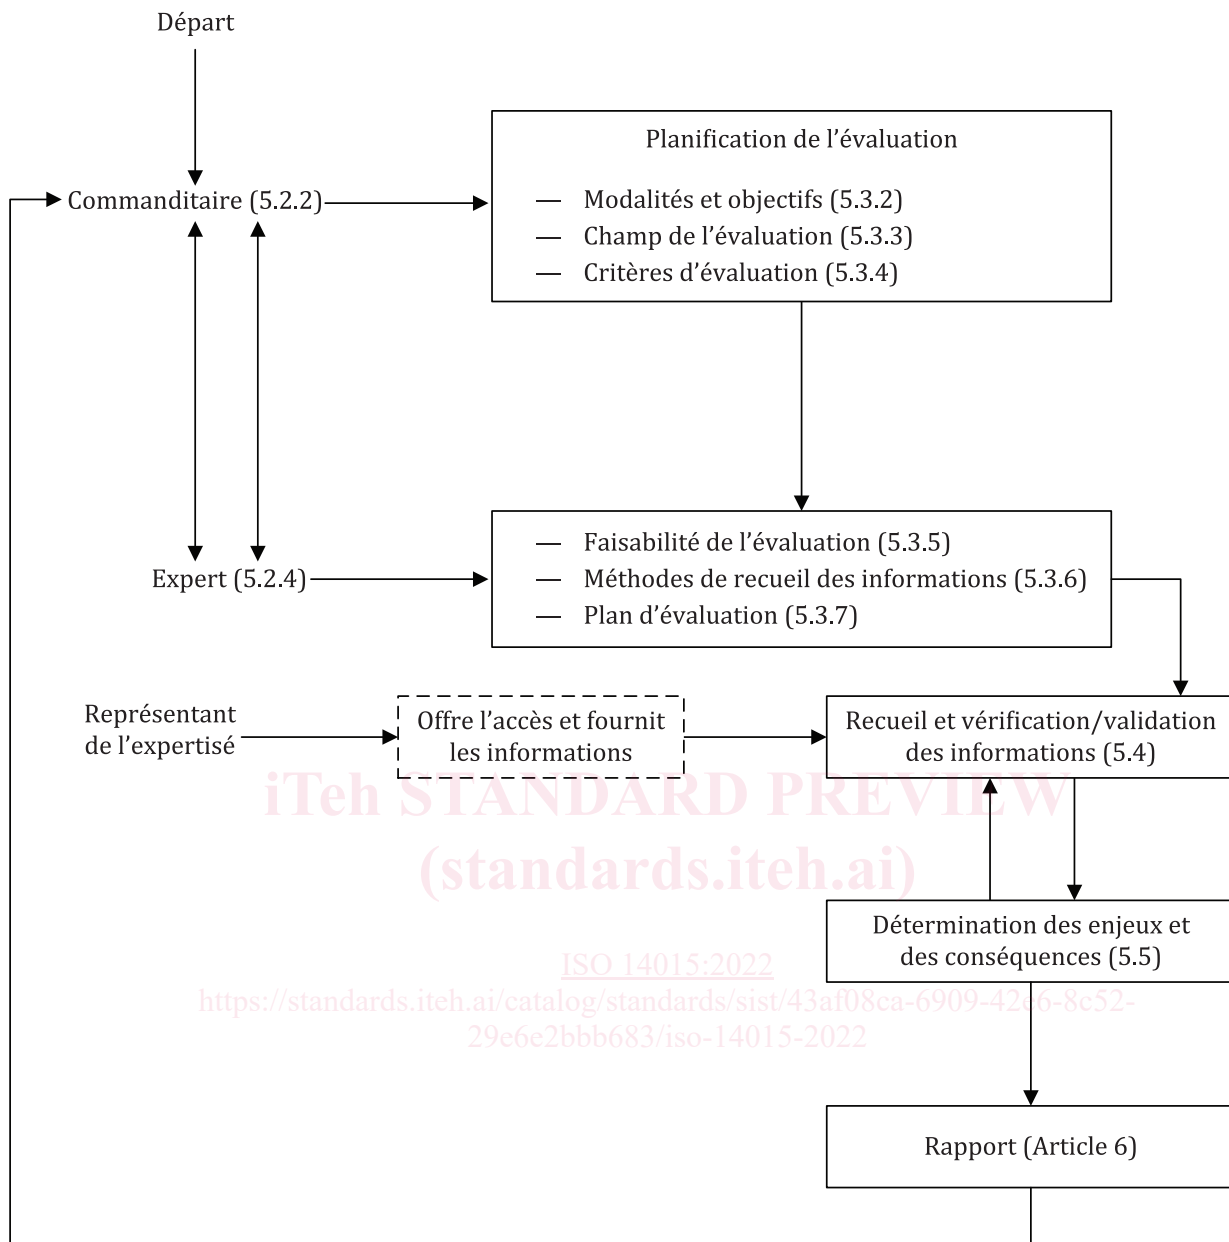 Départ
Planification de l’évaluation
Commanditaire (5.2.2)
— Modalités et objectifs (5.3.2)
— Champ de l’évaluation (5.3.3)
— Critères d’évaluation (5.3.4)
— Faisabilité de l’évaluation (5.3.5)
Expert (5.2.4)
— Méthodes de recueil des informations (5.3.6)
— Plan d’évaluation (5.3.7)
Représentant
de l’expertisé
Offre l’accès et fournit
les informations
Recueil et vérification/validation
des informations (5.4)
iTeh STANDARD PREVIEW
(standards.iteh.ai)
Détermination des enjeux et
des conséquences (5.5)
ISO 14015:2022
https://standards.iteh.ai/catalog/standards/sist/43af08ca-6909-42e6-8c52-
29e6e2bbb683/iso-14015-2022
Rapport (Article 6)